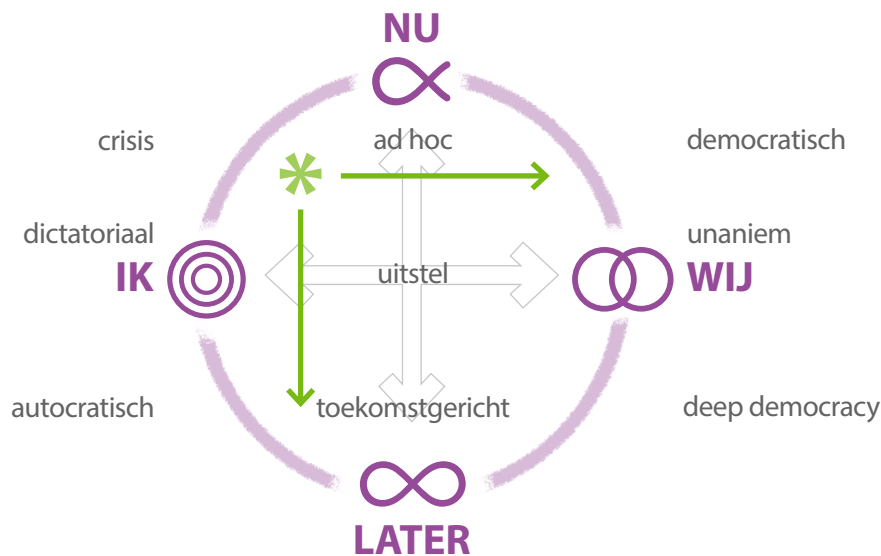 NU
crisis
ad hoc
democratisch
dictatoriaal
unaniem
IK
uitstel
WIJ
autocratisch
toekomstgericht
deep democracy
LATER